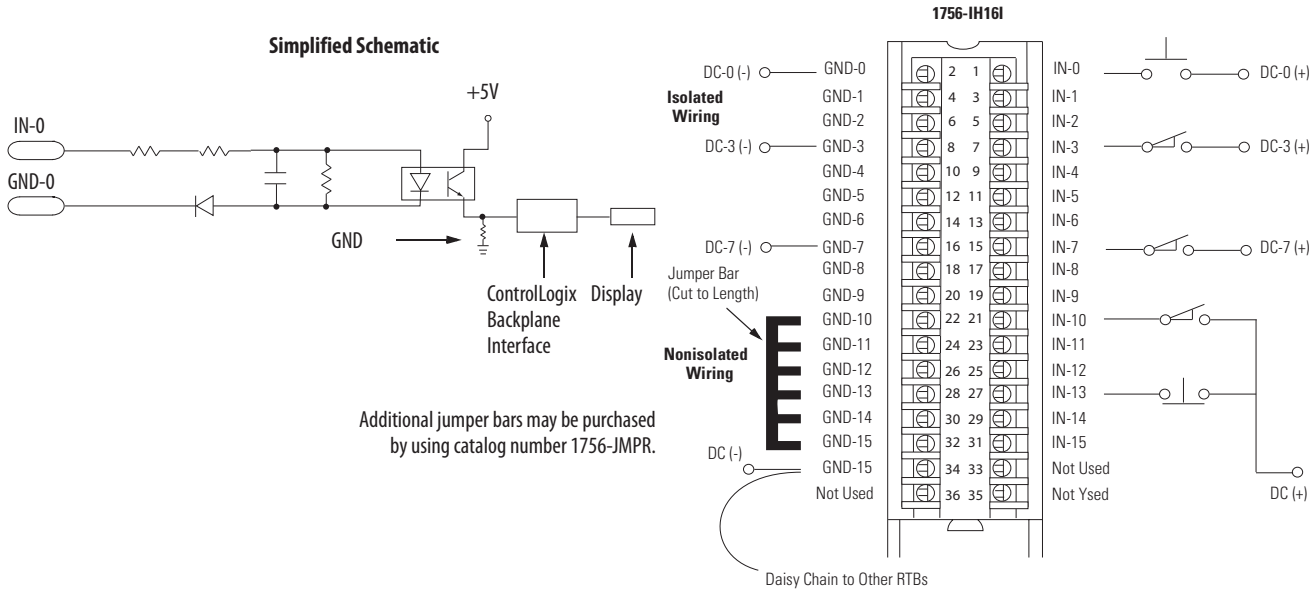 1756-IH16I
Simplified Schematic
+5V
IN-0
GND-0
GND
ControlLogix
Backplane
Interface
Display
Additional jumper bars may be purchased
by using catalog number 1756-JMPR.
Isolated
Wiring
Jumper Bar
(Cut to Length)
Nonisolated
Wiring
DC-0 (-) GND-0 2 1 IN-0 DC-0 (+)
GND-1 4 3 IN-1
GND-2 6 5 IN-2
DC-3 (-) GND-3 8 7 IN-3 DC-3 (+)
GND-4 10 9 IN-4
GND-5 12 11 IN-5
GND-6 14 13 IN-6
DC-7 (-) GND-7 16 15 IN-7 DC-7 (+)
GND-8 18 17 IN-8
GND-9 20 19 IN-9
GND-10 22 21 IN-10
GND-11 24 23 IN-11
GND-12 26 25 IN-12
GND-13 28 27 IN-13
GND-14 30 29 IN-14
GND-15 32 31 IN-15
DC (-) GND-15 34 33 Not Used
Not Used 36 35 Not Ysed DC (+)
Daisy Chain to Other RTBs